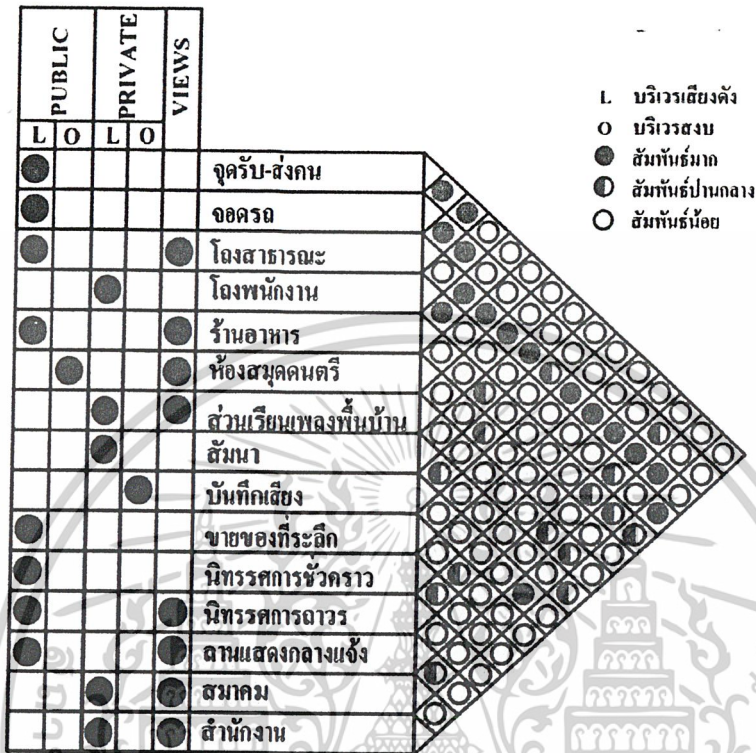 PUBLIC
PRIVATE
VIEWS
L O L O
L บริเวรเสียงดัง
O บริเวรสงบ
สัมพันธ์มาก
สัมพันธ์ปานกลาง
สัมพันธ์น้อย
จุดรับ-ส่งคน
จอดรถ
โถงสาธารณะ
โถงพนักงาน
ร้านอาหาร
ห้องสมุดดนตรี
ส่วนเรียนเพลงพื้นบ้าน
สัมนา
บันทึกเสียง
ขายของที่ระลึก
นิทรรศการชั่วคราว
นิทรรศการถาวร
ลานแสดงกลางแจ้ง
สมาคม
สำนักงาน